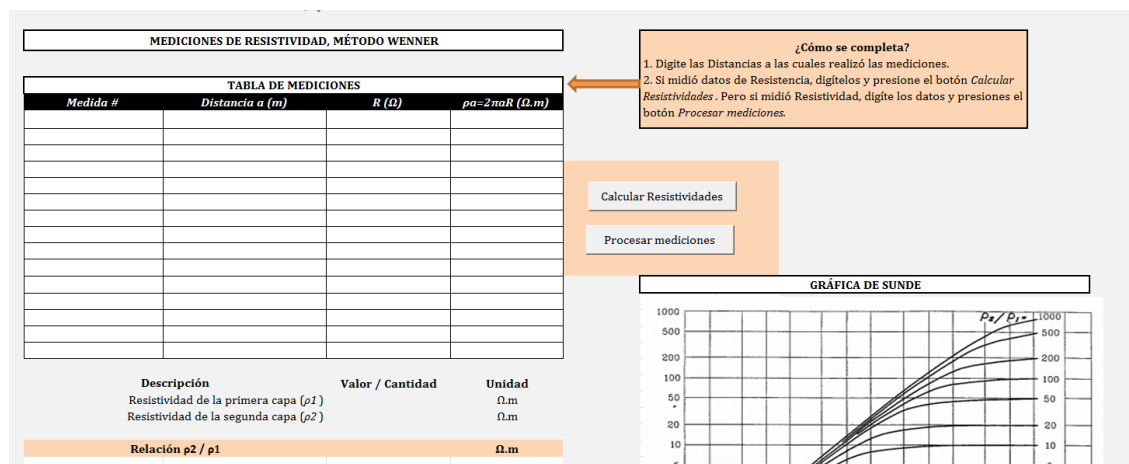 MEDICIONES DE RESISTIVIDAD, MÉTODO WENNER
¿Cómo se completa?
1. Digite las Distancias a las cuales realizó las mediciones.
2. Si midió datos de Resistencia, digítelos y presione el botón Calcular
Resistividades . Pero si midió Resistividad, digíte los datos y presiones el
botón Procesar mediciones.
TABLA DE MEDICIONES
Medida # Distancia a (m) R (Ω) ρa=2πaR (Ω.m)
Calcular Resistividades
Procesar mediciones
GRÁFICA DE SUNDE
1000 ρ₂/ρ₁= 1000
500 500
200 200
100 100
50 50
20 20
10 10
Descripción Valor / Cantidad Unidad
Resistividad de la primera capa (ρ1 ) Ω.m
Resistividad de la segunda capa (ρ2 ) Ω.m
Relación ρ2 / ρ1 Ω.m